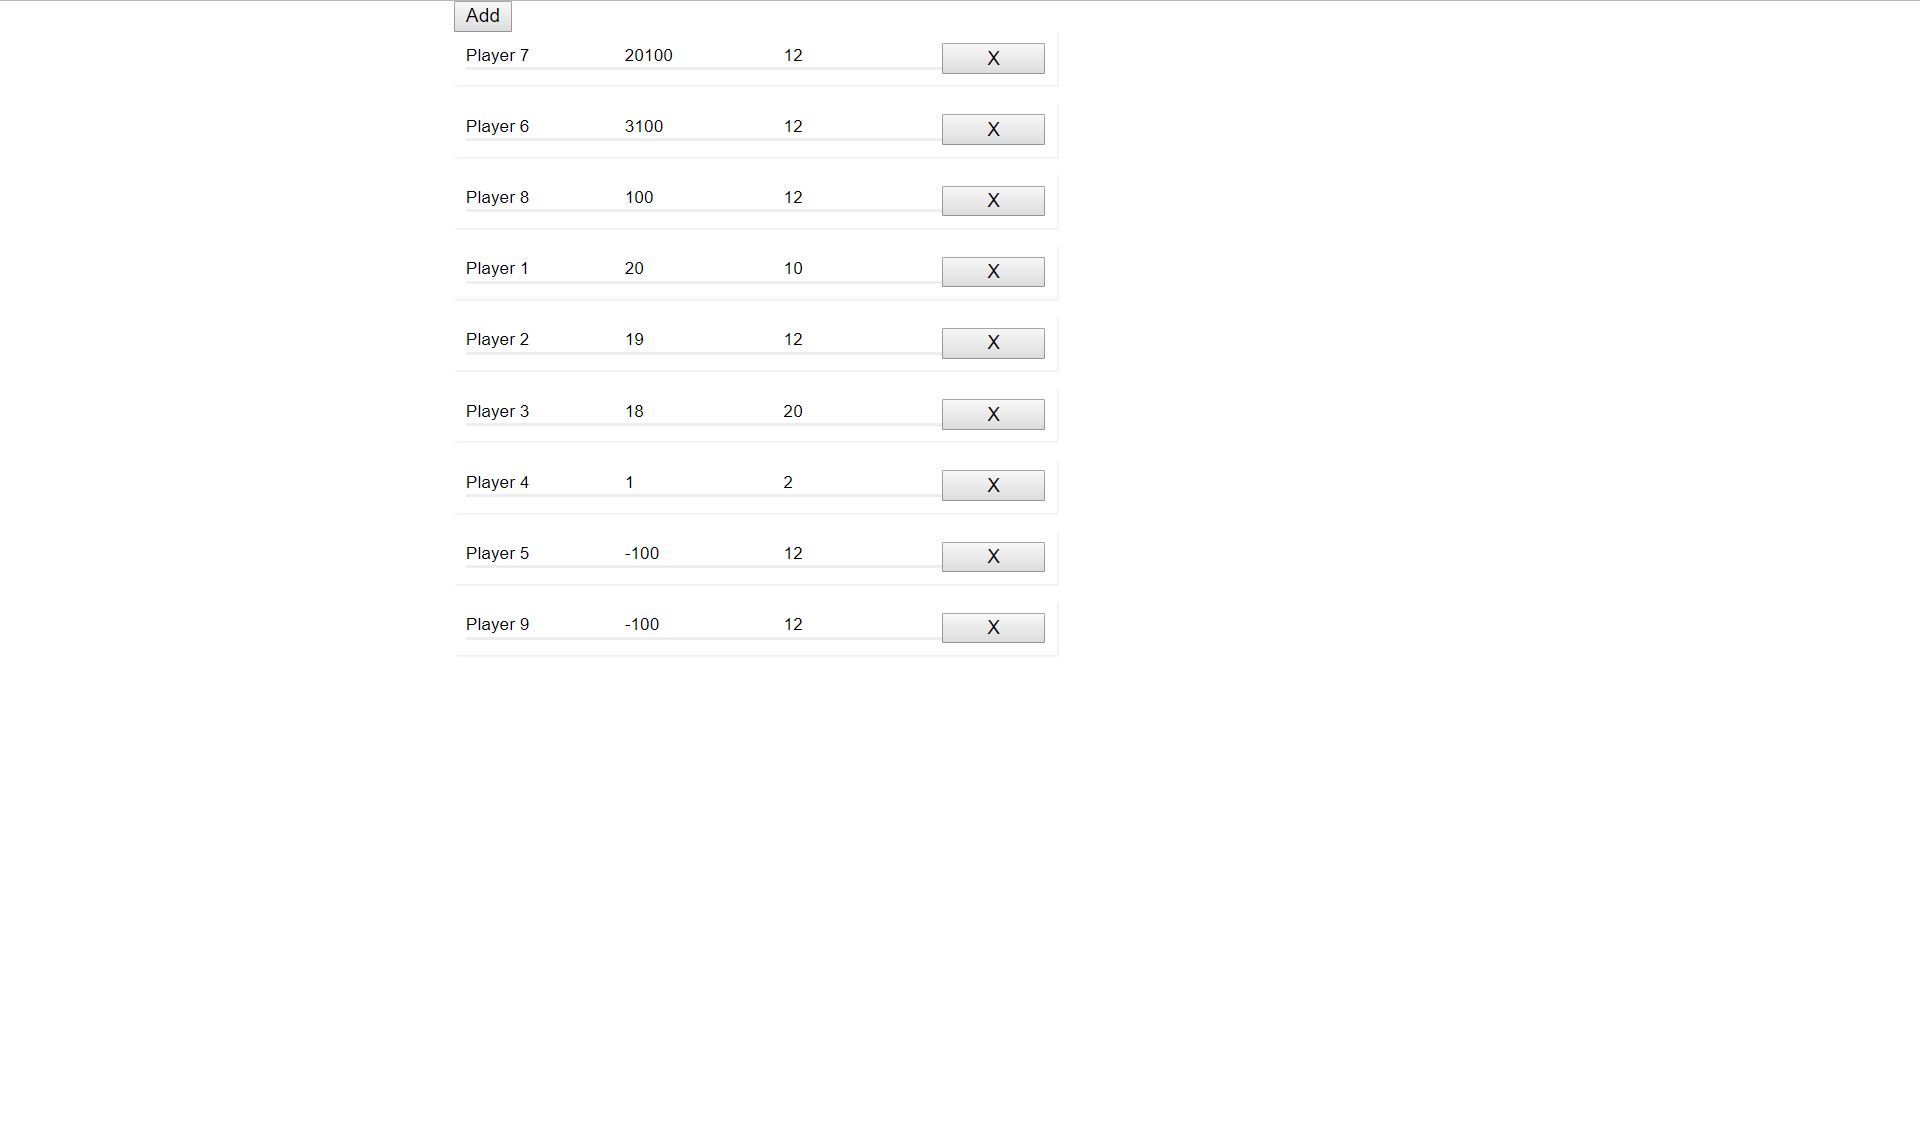 Add
Player 7 20100 12 X
Player 6 3100 12 X
Player 8 100 12 X
Player 1 20 10 X
Player 2 19 12 X
Player 3 18 20 X
Player 4 1 2 X
Player 5 -100 12 X
Player 9 -100 12 X